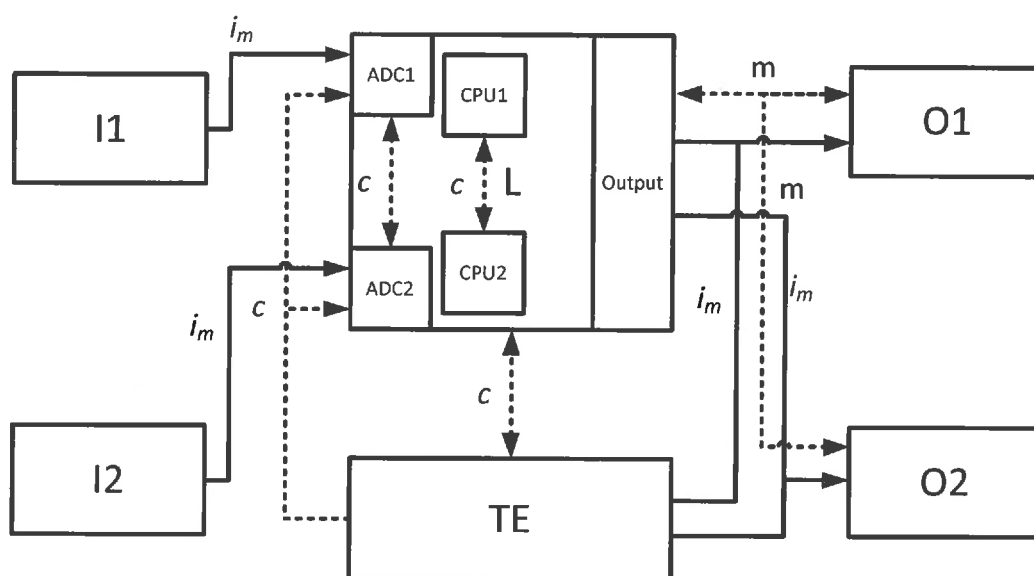 i_m
I1
ADC1
CPU1
m
O1
c
c
L
Output
m
ADC2
CPU2
c
i_m
i_m
i_m
c
I2
TE
O2